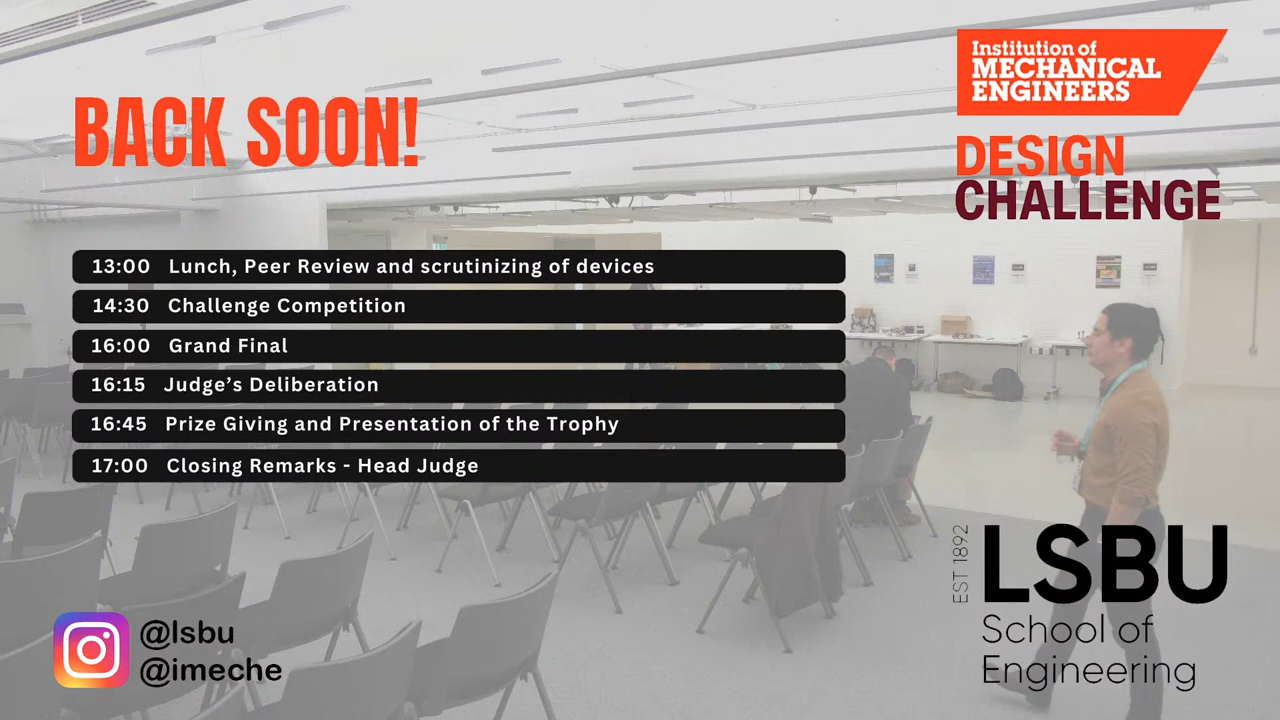 Institution of
MECHANICAL
ENGINEERS
DESIGN
CHALLENGE
BACK SOON!
13:00 Lunch, Peer Review and scrutinizing of devices
14:30 Challenge Competition
16:00 Grand Final
16:15 Judge’s Deliberation
16:45 Prize Giving and Presentation of the Trophy
17:00 Closing Remarks - Head Judge
EST 1892
LSBU
School of
Engineering
@lsbu
@imeche